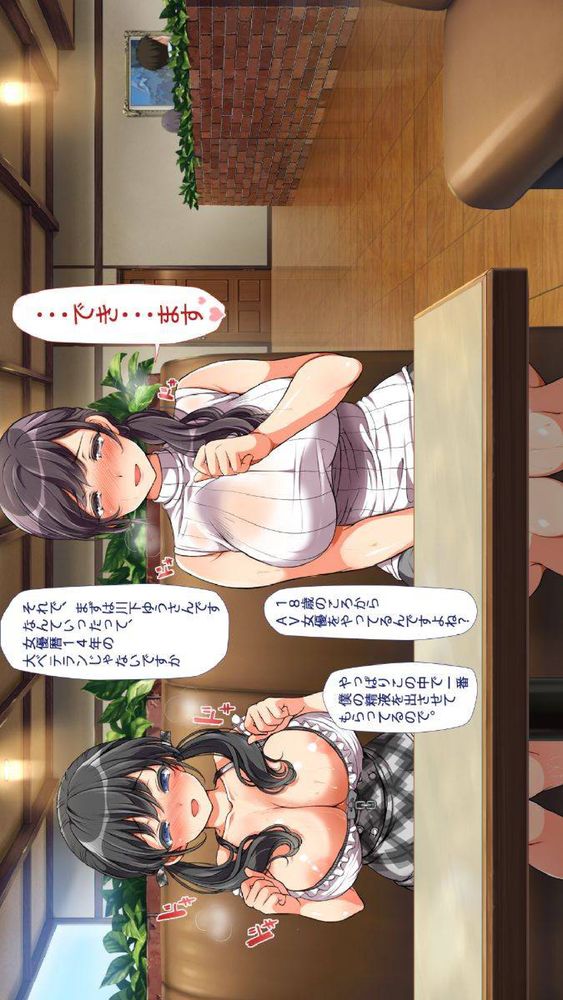 ・・・でき・・・ます♥
それで、まずは川下ゆうさんです
なんていったって、
女優暦14年の
大ベテランじゃないですか
18歳のころから
AV女優をやってるんですよね?
やっぱりこの中で一番
僕の精液を出させて
もらってるので。